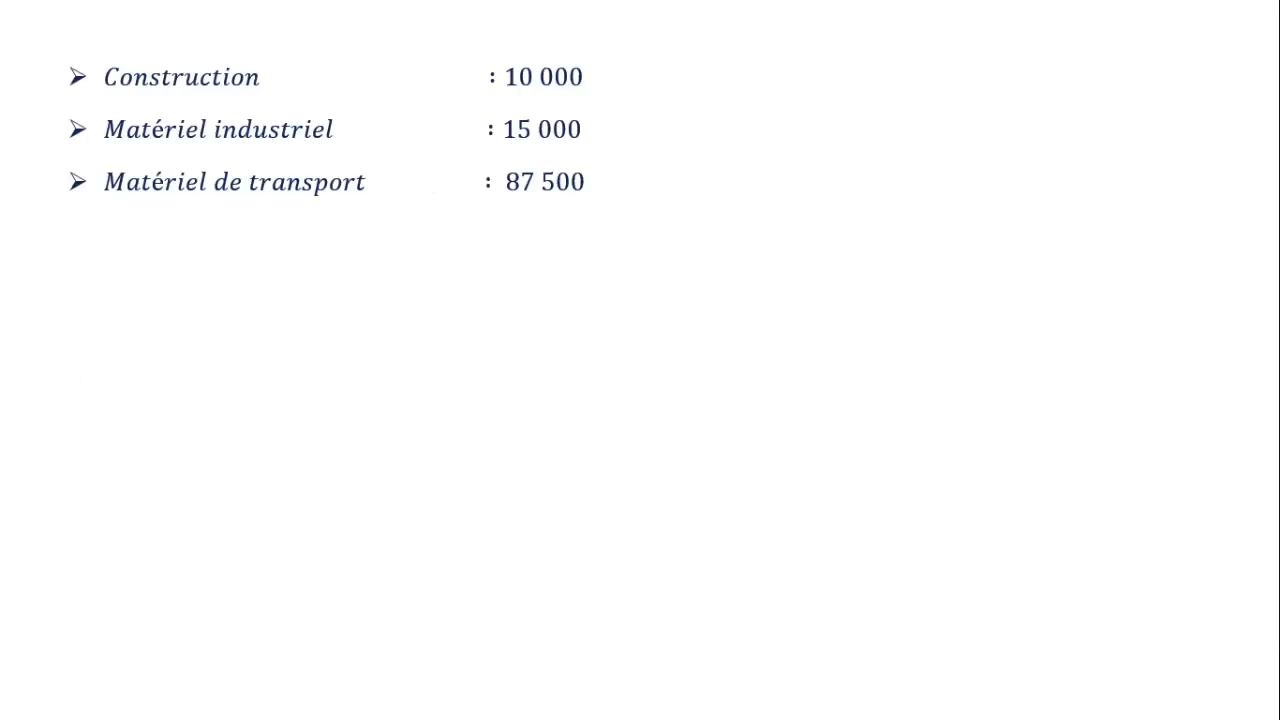 ➢ Construction : 10 000
➢ Matériel industriel : 15 000
➢ Matériel de transport : 87 500